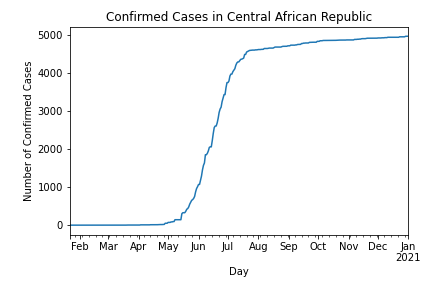 Confirmed Cases in Central African Republic
Number of Confirmed Cases
5000
4000
3000
2000
1000
0
Feb Mar Apr May Jun Jul Aug Sep Oct Nov Dec Jan
2021
Day